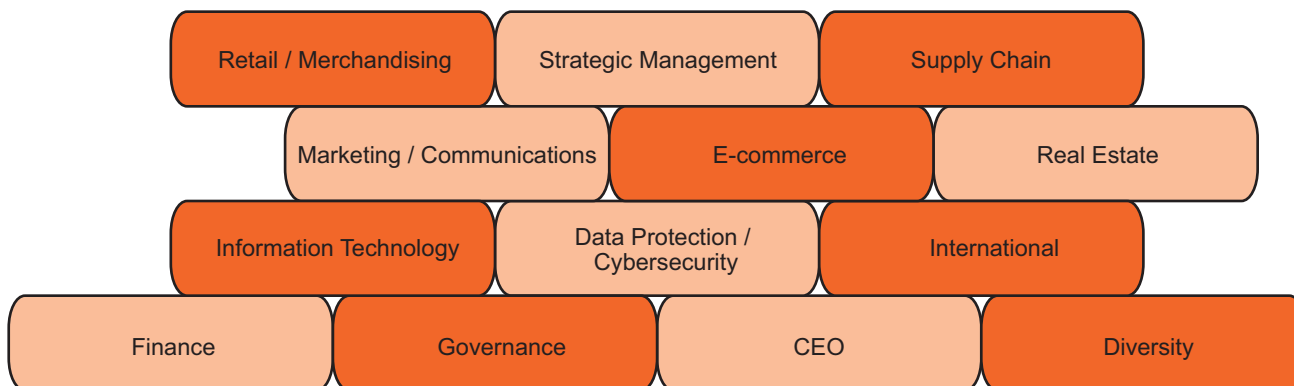 Retail / Merchandising
Strategic Management
Supply Chain
Marketing / Communications
E-commerce
Real Estate
Information Technology
Data Protection /
Cybersecurity
International
Finance
Governance
CEO
Diversity